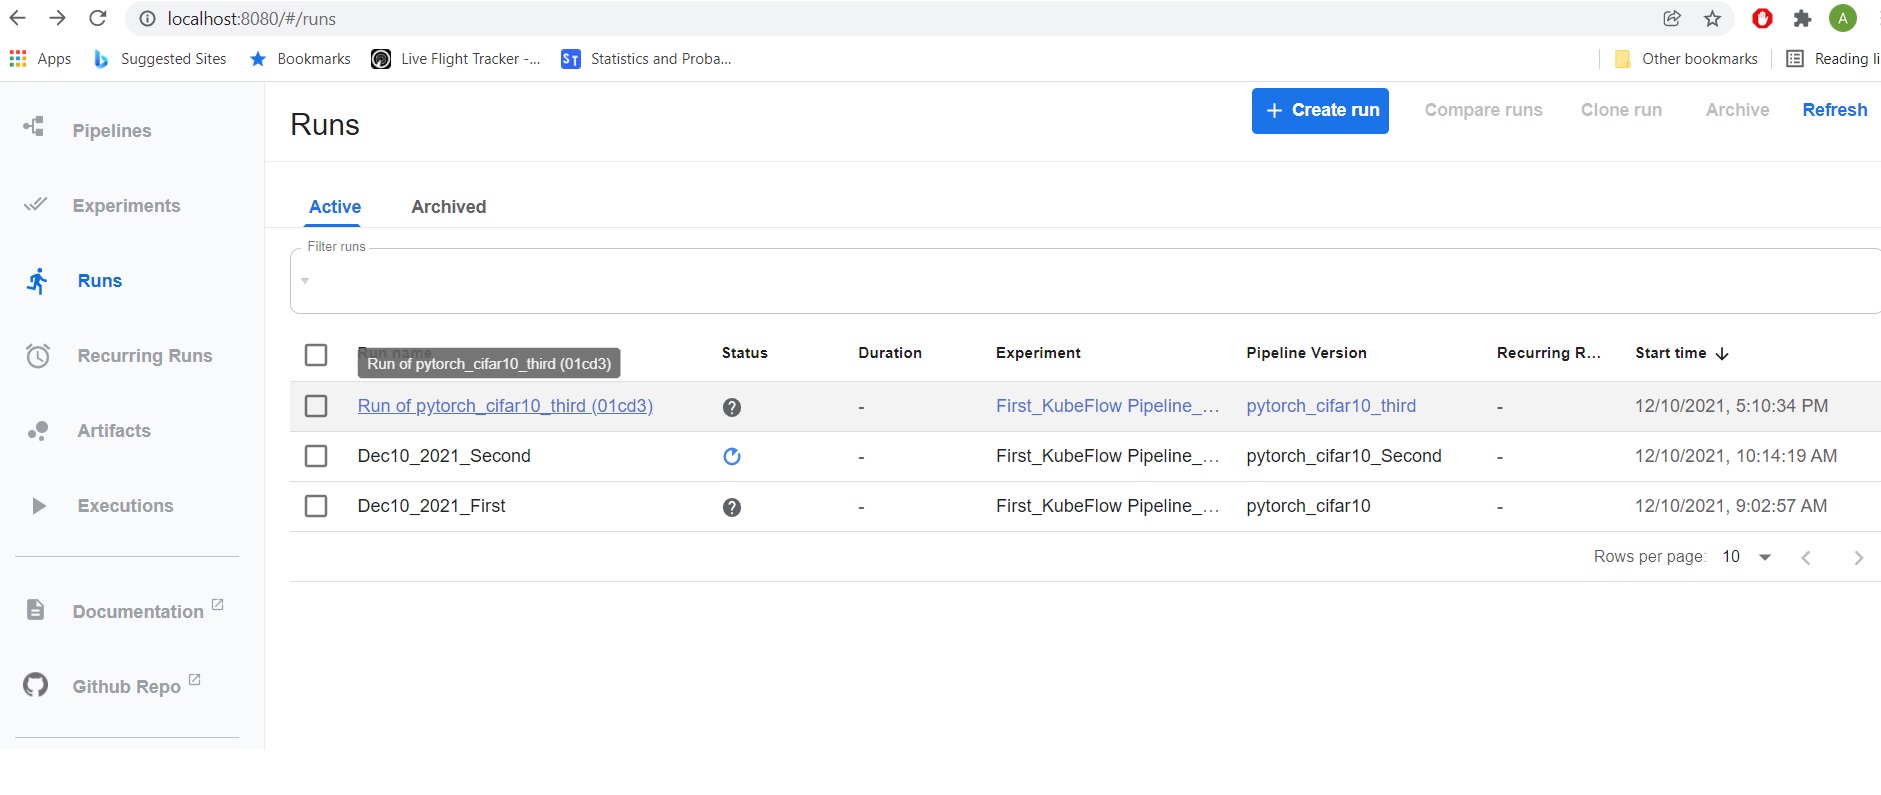 localhost:8080/#/runs
A
Apps
Suggested Sites
Bookmarks
Live Flight Tracker -...
ST
Statistics and Proba...
Other bookmarks
Reading li
Pipelines
Experiments
Runs
Recurring Runs
Artifacts
Executions
Documentation
Github Repo
Runs
+ Create run
Compare runs
Clone run
Archive
Refresh
Active
Archived
Filter runs
Run name Status Duration Experiment Pipeline Version Recurring R... Start time
Run of pytorch_cifar10_third (01cd3)
Run of pytorch_cifar10_third (01cd3) - First_KubeFlow Pipeline_... pytorch_cifar10_third - 12/10/2021, 5:10:34 PM
Dec10_2021_Second - First_KubeFlow Pipeline_... pytorch_cifar10_Second - 12/10/2021, 10:14:19 AM
Dec10_2021_First - First_KubeFlow Pipeline_... pytorch_cifar10 - 12/10/2021, 9:02:57 AM
Rows per page: 10